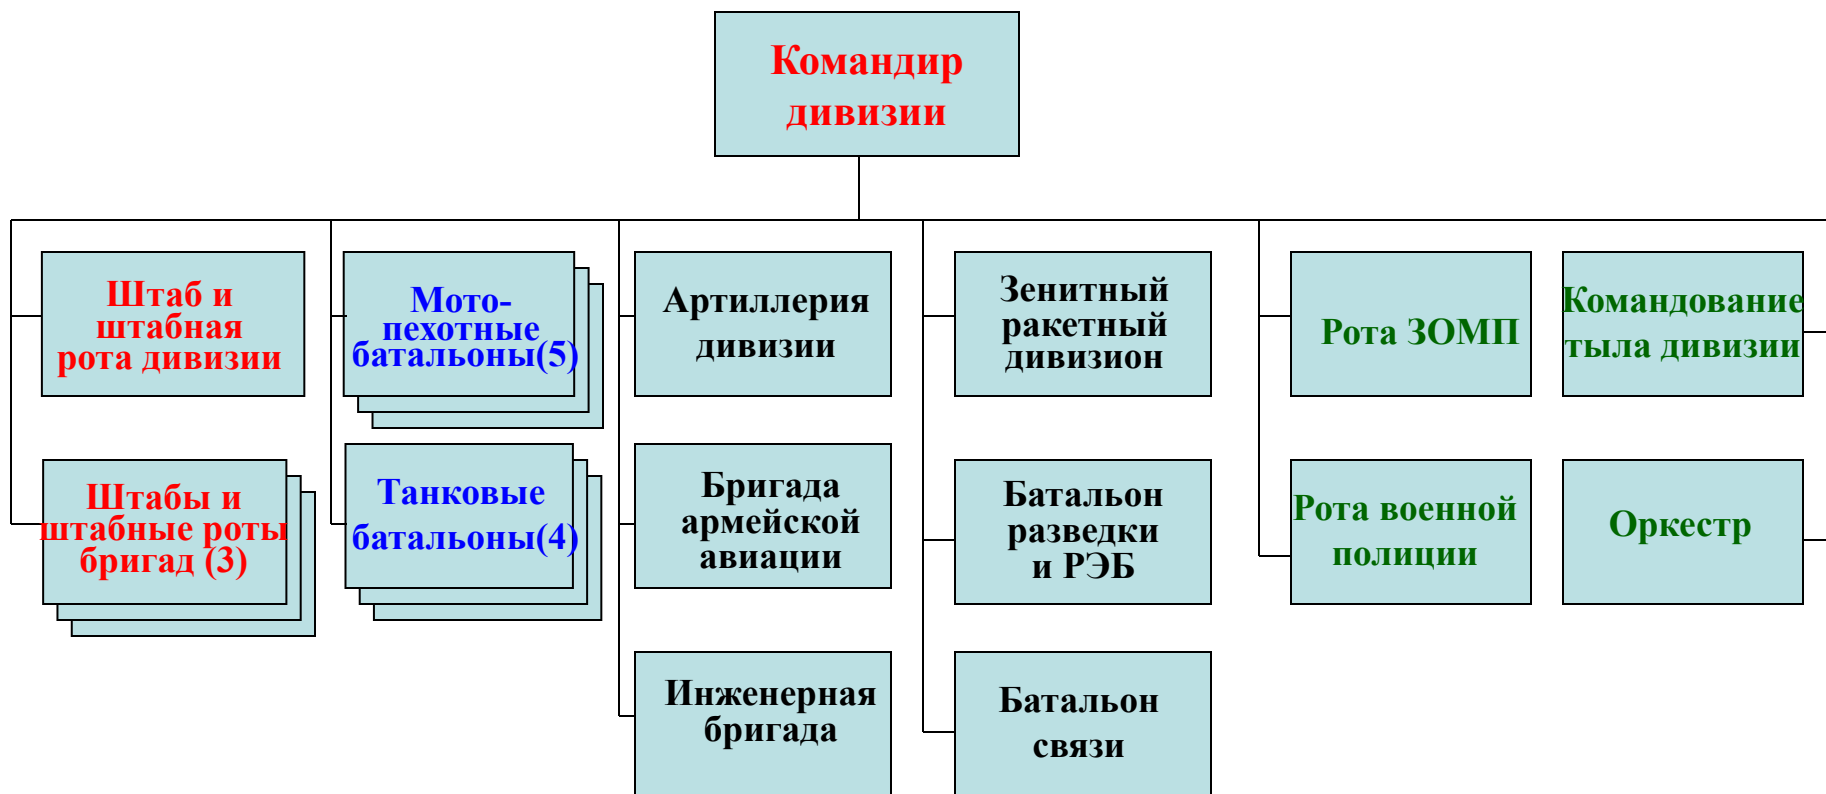 Командир
дивизии
Штаб и
штабная
рота дивизии
Мото-
пехотные
батальоны(5)
Артиллерия
дивизии
Зенитный
ракетный
дивизион
Рота ЗОМП
Командование
тыла дивизии
Штабы и
штабные роты
бригад (3)
Танковые
батальоны(4)
Бригада
армейской
авиации
Батальон
разведки
и РЭБ
Рота военной
полиции
Оркестр
Инженерная
бригада
Батальон
связи